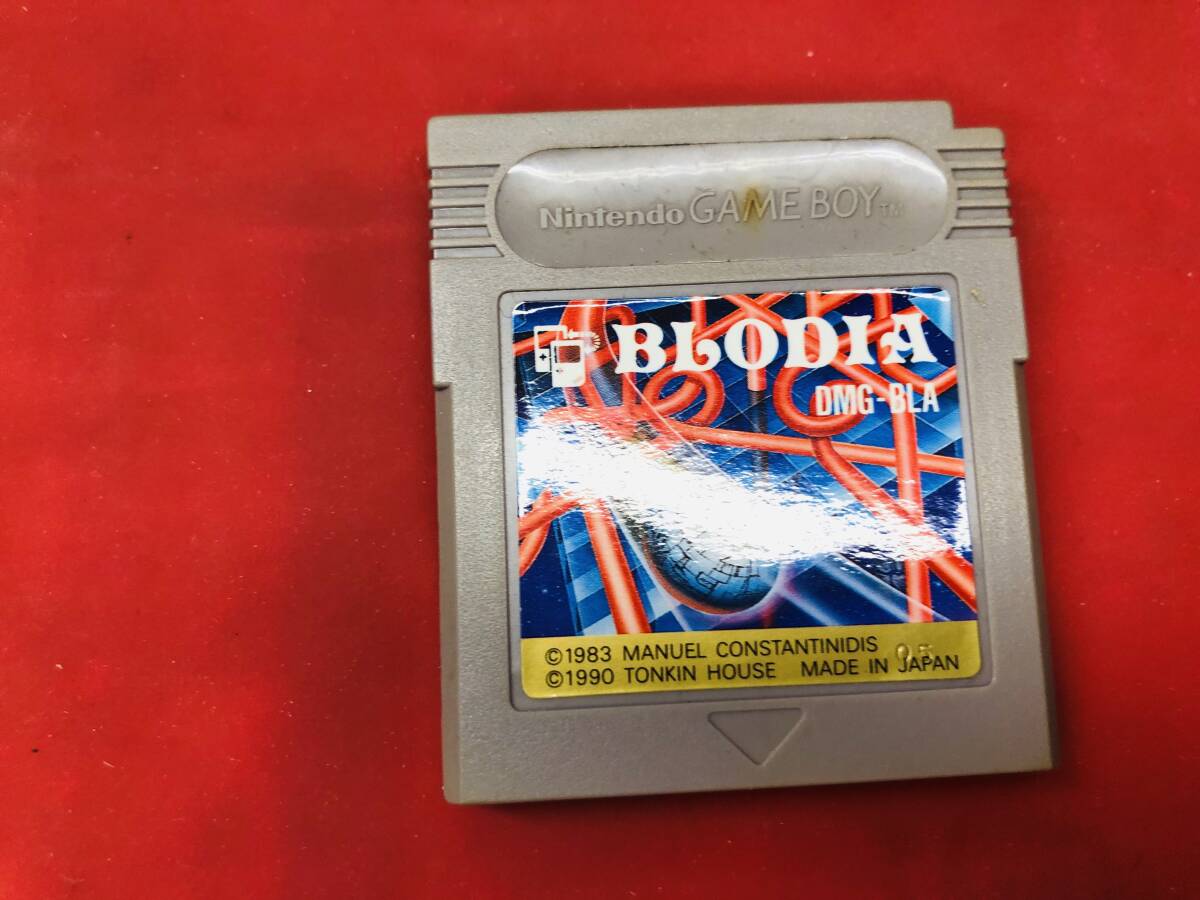 Nintendo GAME BOY TM
BLODIA
DMG-BLA
©1983 MANUEL CONSTANTINIDIS
©1990 TONKIN HOUSE MADE IN JAPAN